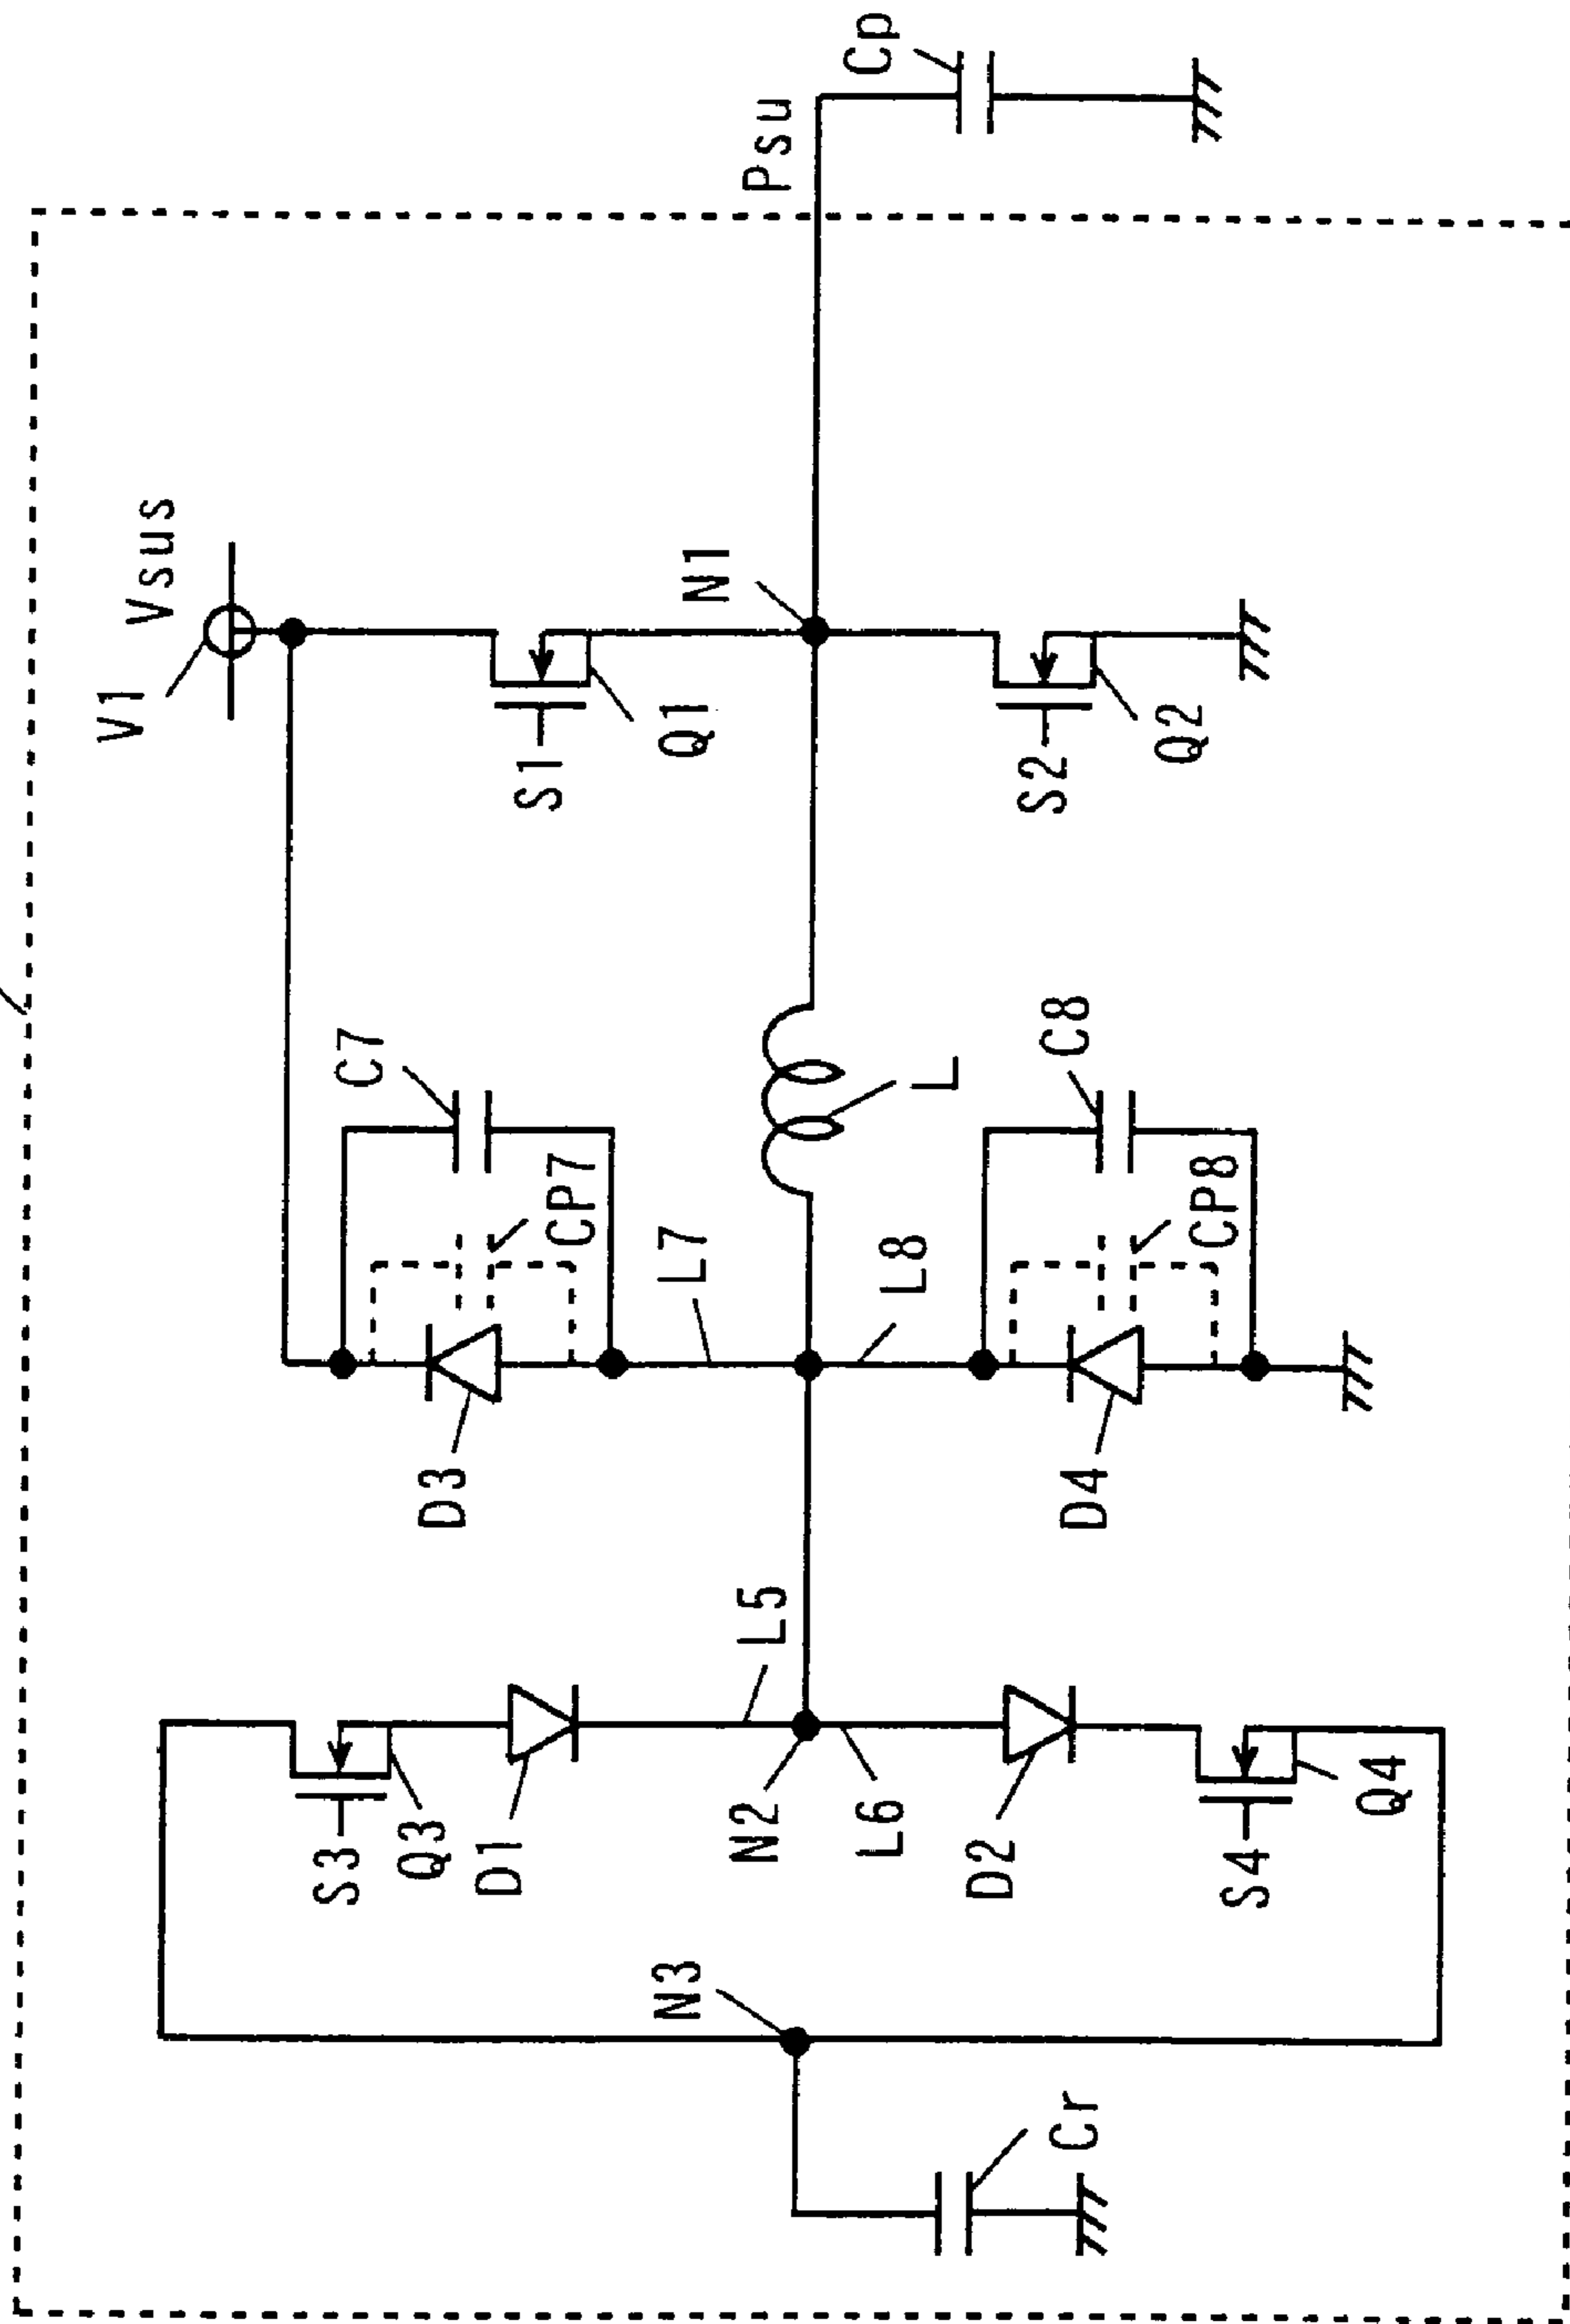 V1
Vsus
Psu
Cp
S1
Q1
N1
S2
Q2
C7
CP7
D3
L7
L
L8
C8
CP8
D4
S3
Q3
D1
L5
N2
L6
D2
S4
Q4
N3
Cr